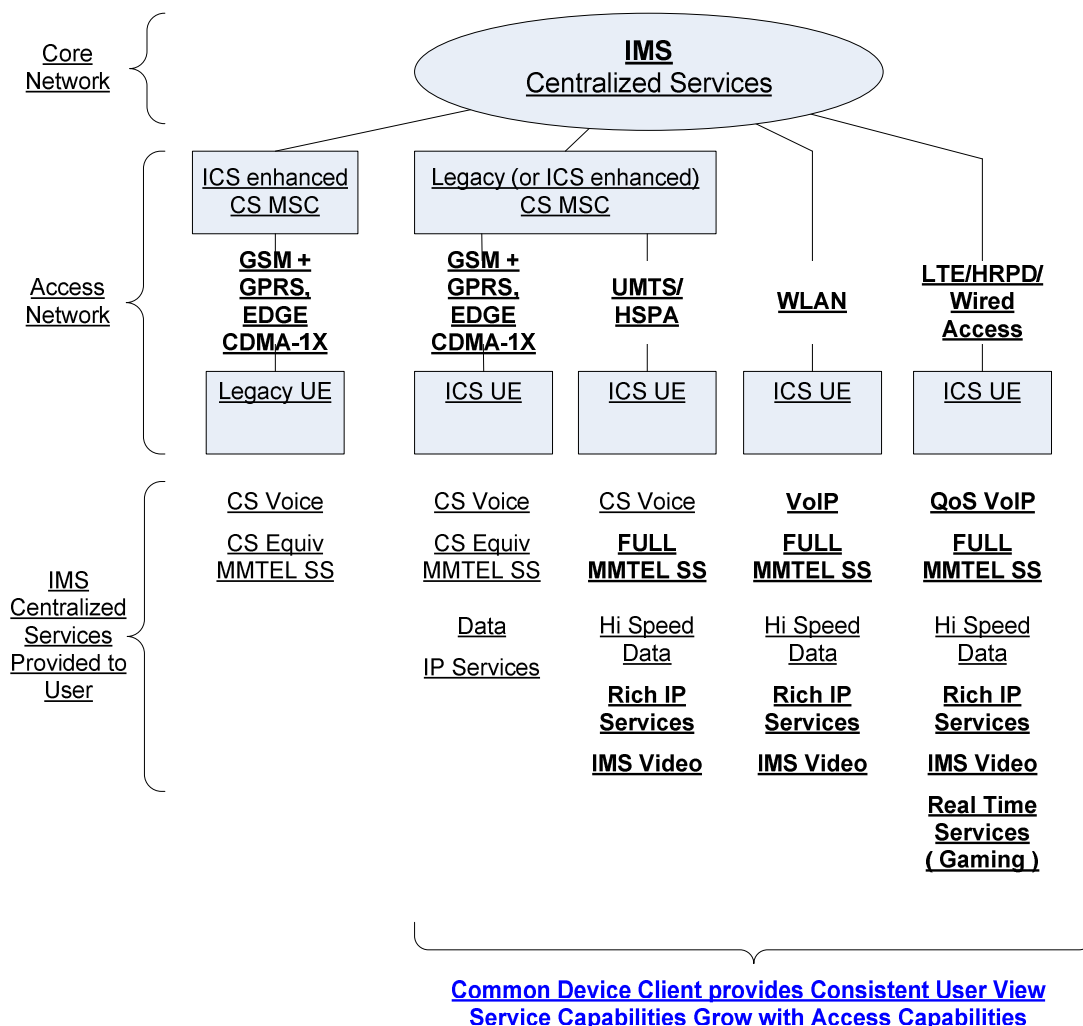 Core
Network
IMS
Centralized Services
Access
Network
ICS enhanced
CS MSC
Legacy (or ICS enhanced)
CS MSC
GSM +
GPRS,
EDGE
CDMA-1X
GSM +
GPRS,
EDGE
CDMA-1X
UMTS/
HSPA
WLAN
LTE/HRPD/
Wired
Access
Legacy UE
ICS UE
ICS UE
ICS UE
ICS UE
IMS
Centralized
Services
Provided to
User
CS Voice
CS Equiv
MMTEL SS
CS Voice
CS Equiv
MMTEL SS
Data
IP Services
CS Voice
FULL
MMTEL SS
Hi Speed
Data
Rich IP
Services
IMS Video
VoIP
FULL
MMTEL SS
Hi Speed
Data
Rich IP
Services
IMS Video
QoS VoIP
FULL
MMTEL SS
Hi Speed
Data
Rich IP
Services
IMS Video
Real Time
Services
( Gaming )
Common Device Client provides Consistent User View
Service Capabilities Grow with Access Capabilities